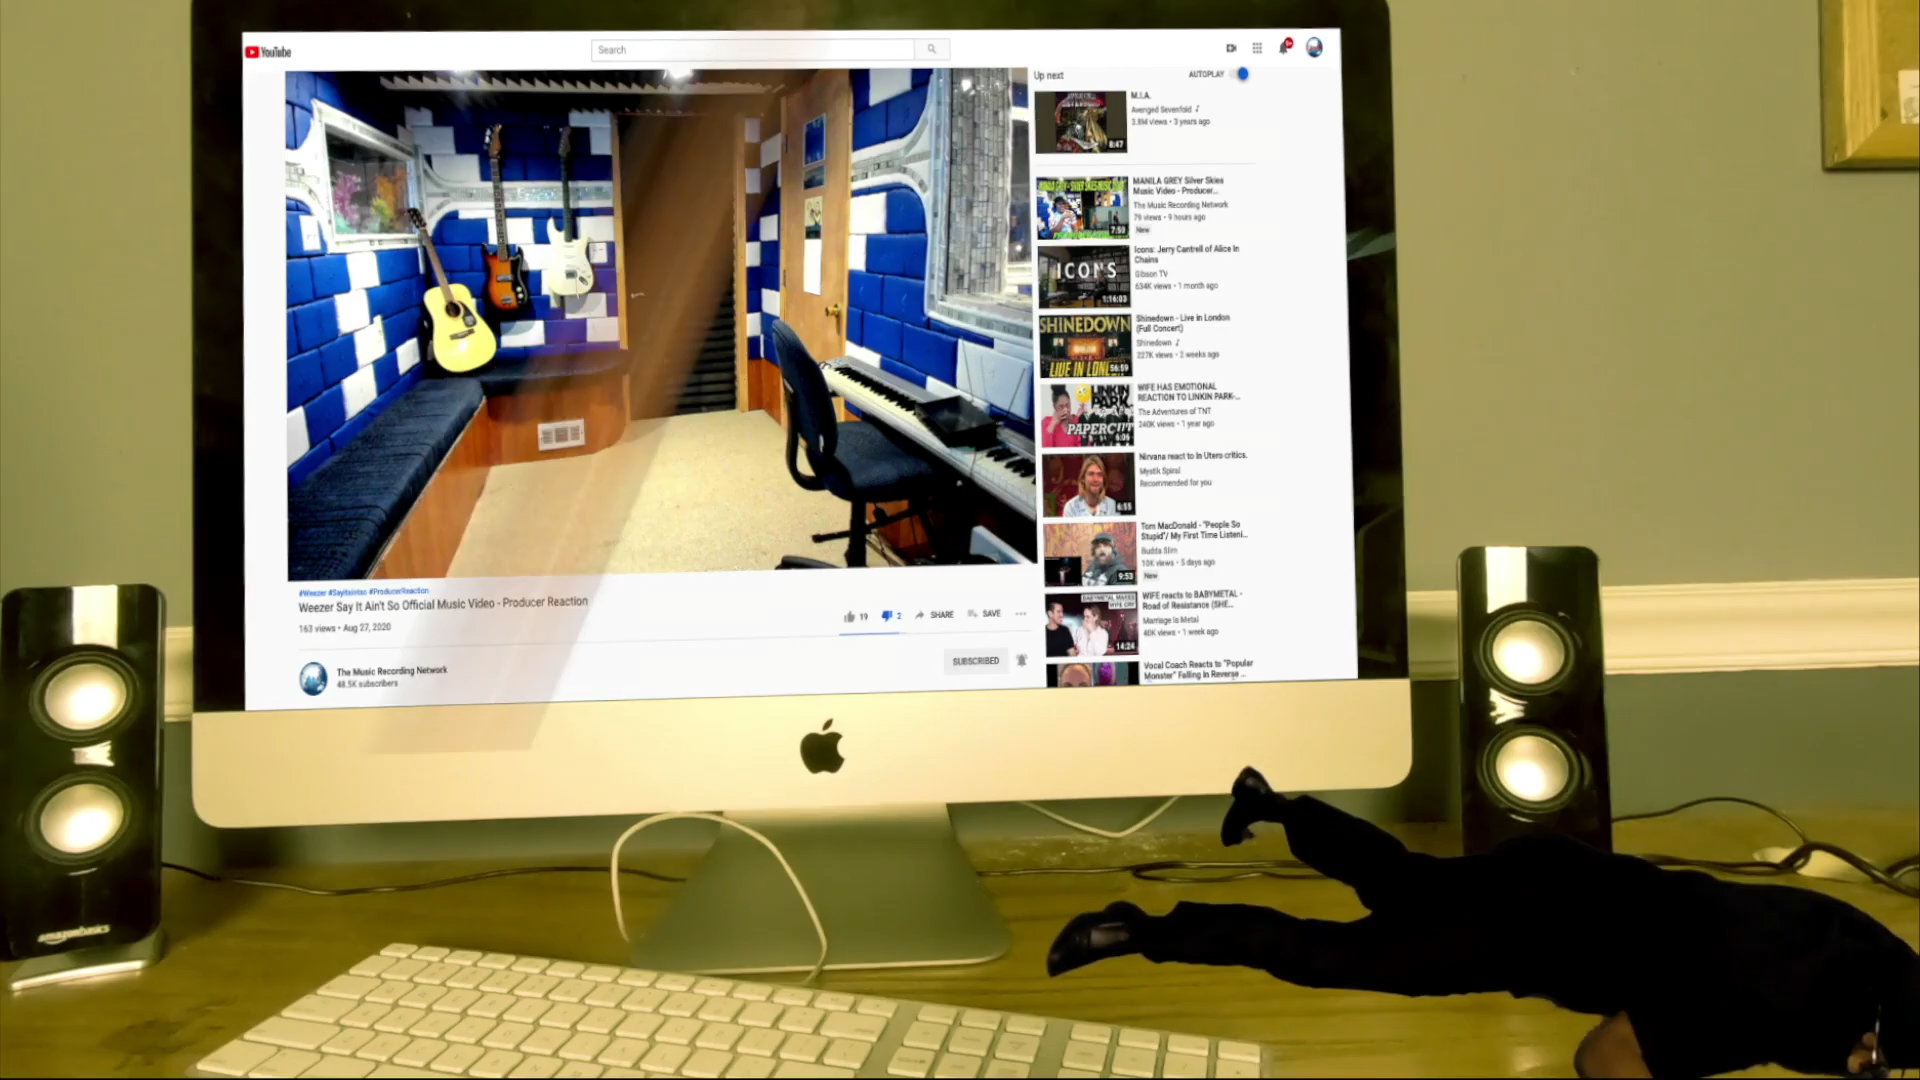 YouTube
Search
Up next
AUTOPLAY
M.I.A.
Avenged Sevenfold
3.8M views • 3 years ago
8:47
MANILA GREY Silver Skies
Music Video - Producer...
The Music Recording Network
79 views • 9 hours ago
New
7:59
Icons: Jerry Cantrell of Alice In
Chains
Gibson TV
634K views • 1 month ago
ICONS
1:16:03
Shinedown - Live in London
(Full Concert)
Shinedown
227K views • 2 weeks ago
SHINEDOWN
LIVE IN LON
56:59
WIFE HAS EMOTIONAL
REACTION TO LINKIN PARK-...
The Adventures of TNT
240K views • 1 year ago
LINKIN
PARK
PAPERCUT
6:06
Nirvana react to In Utero critics.
Mystik Spiral
Recommended for you
6:55
Tom MacDonald - "People So
Stupid"/ My First Time Listeni...
Budda Slim
10K views • 5 days ago
New
9:53
WIFE reacts to BABYMETAL -
Road of Resistance (SHE...
Marriage Is Metal
40K views • 1 week ago
BABYMETAL MAKES
WIFE CRY
14:24
Vocal Coach Reacts to "Popular
Monster" Falling In Reverse ...
#Weezer #SayItAintSo #ProducerReaction
Weezer Say It Ain't So Official Music Video - Producer Reaction
163 views • Aug 27, 2020
19
2
SHARE
SAVE
SUBSCRIBED
The Music Recording Network
48.5K subscribers
amazonbasics